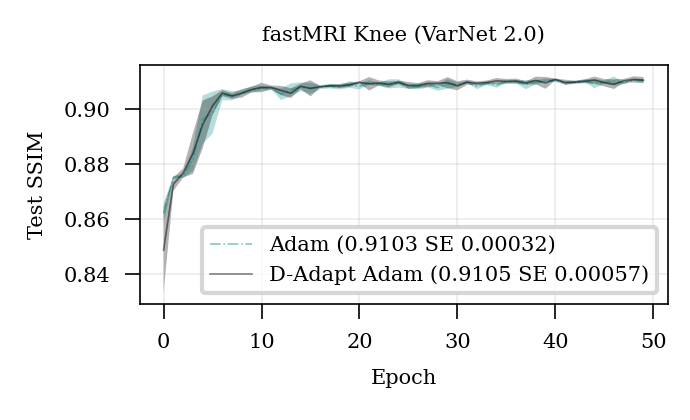 fastMRI Knee (VarNet 2.0)
Test SSIM
0.90
0.88
0.86
0.84
Adam (0.9103 SE 0.00032)
D-Adapt Adam (0.9105 SE 0.00057)
0 10 20 30 40 50
Epoch